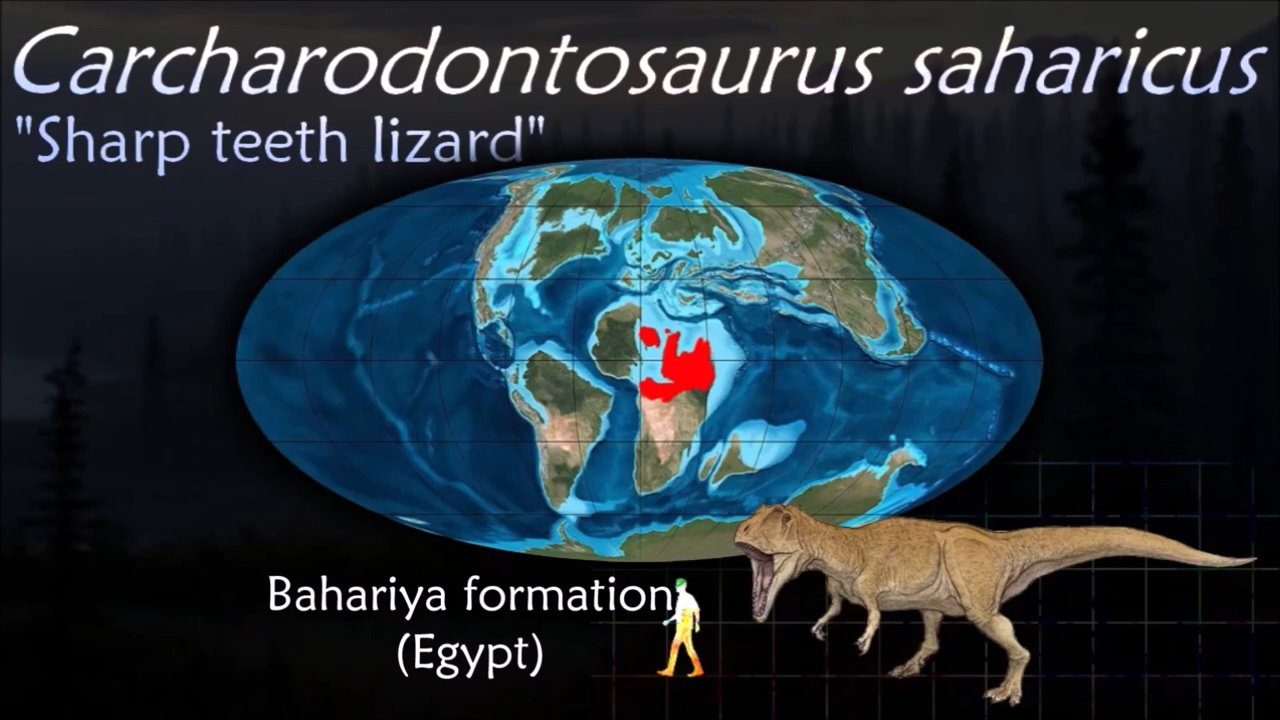 Carcharodontosaurus saharicus
"Sharp teeth lizard"
Bahariya formation
(Egypt)